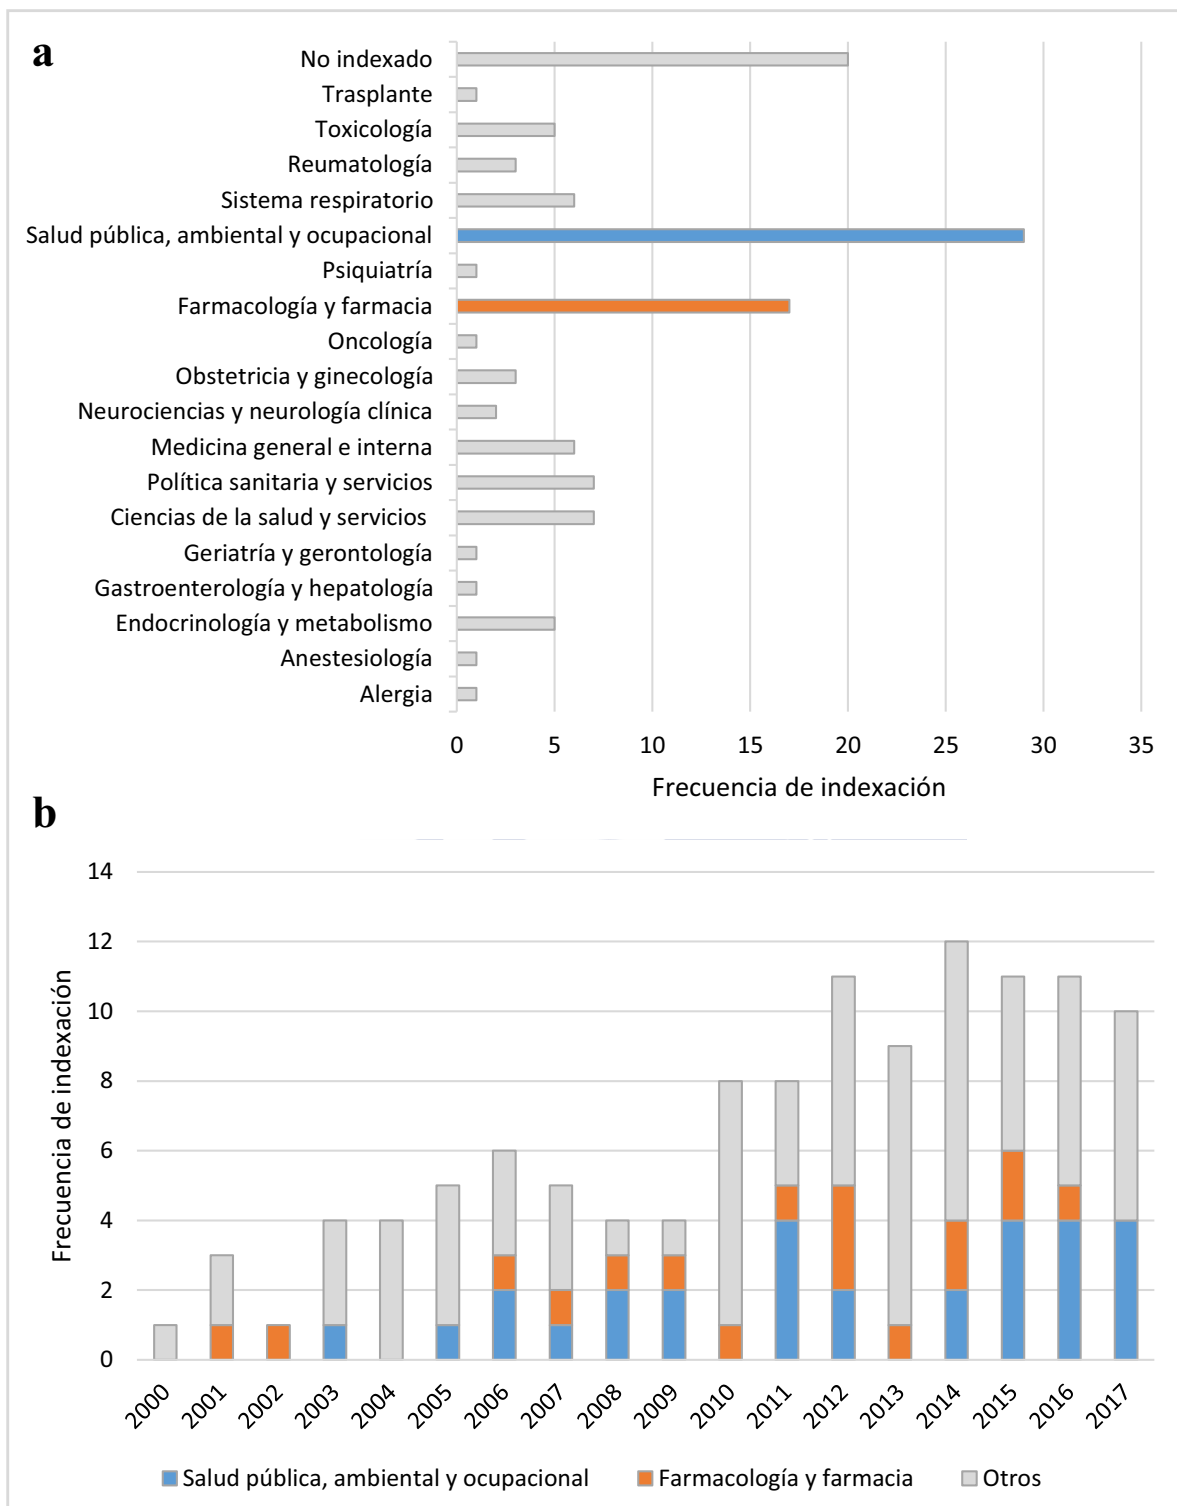 a
No indexado
Trasplante
Toxicología
Reumatología
Sistema respiratorio
Salud pública, ambiental y ocupacional
Psiquiatría
Farmacología y farmacia
Oncología
Obstetricia y ginecología
Neurociencias y neurología clínica
Medicina general e interna
Política sanitaria y servicios
Ciencias de la salud y servicios
Geriatría y gerontología
Gastroenterología y hepatología
Endocrinología y metabolismo
Anestesiología
Alergia
0 5 10 15 20 25 30 35
Frecuencia de indexación
b
14
12
10
8
6
4
2
0
Frecuencia de indexación
2000 2001 2002 2003 2004 2005 2006 2007 2008 2009 2010 2011 2012 2013 2014 2015 2016 2017
Salud pública, ambiental y ocupacional Farmacología y farmacia Otros